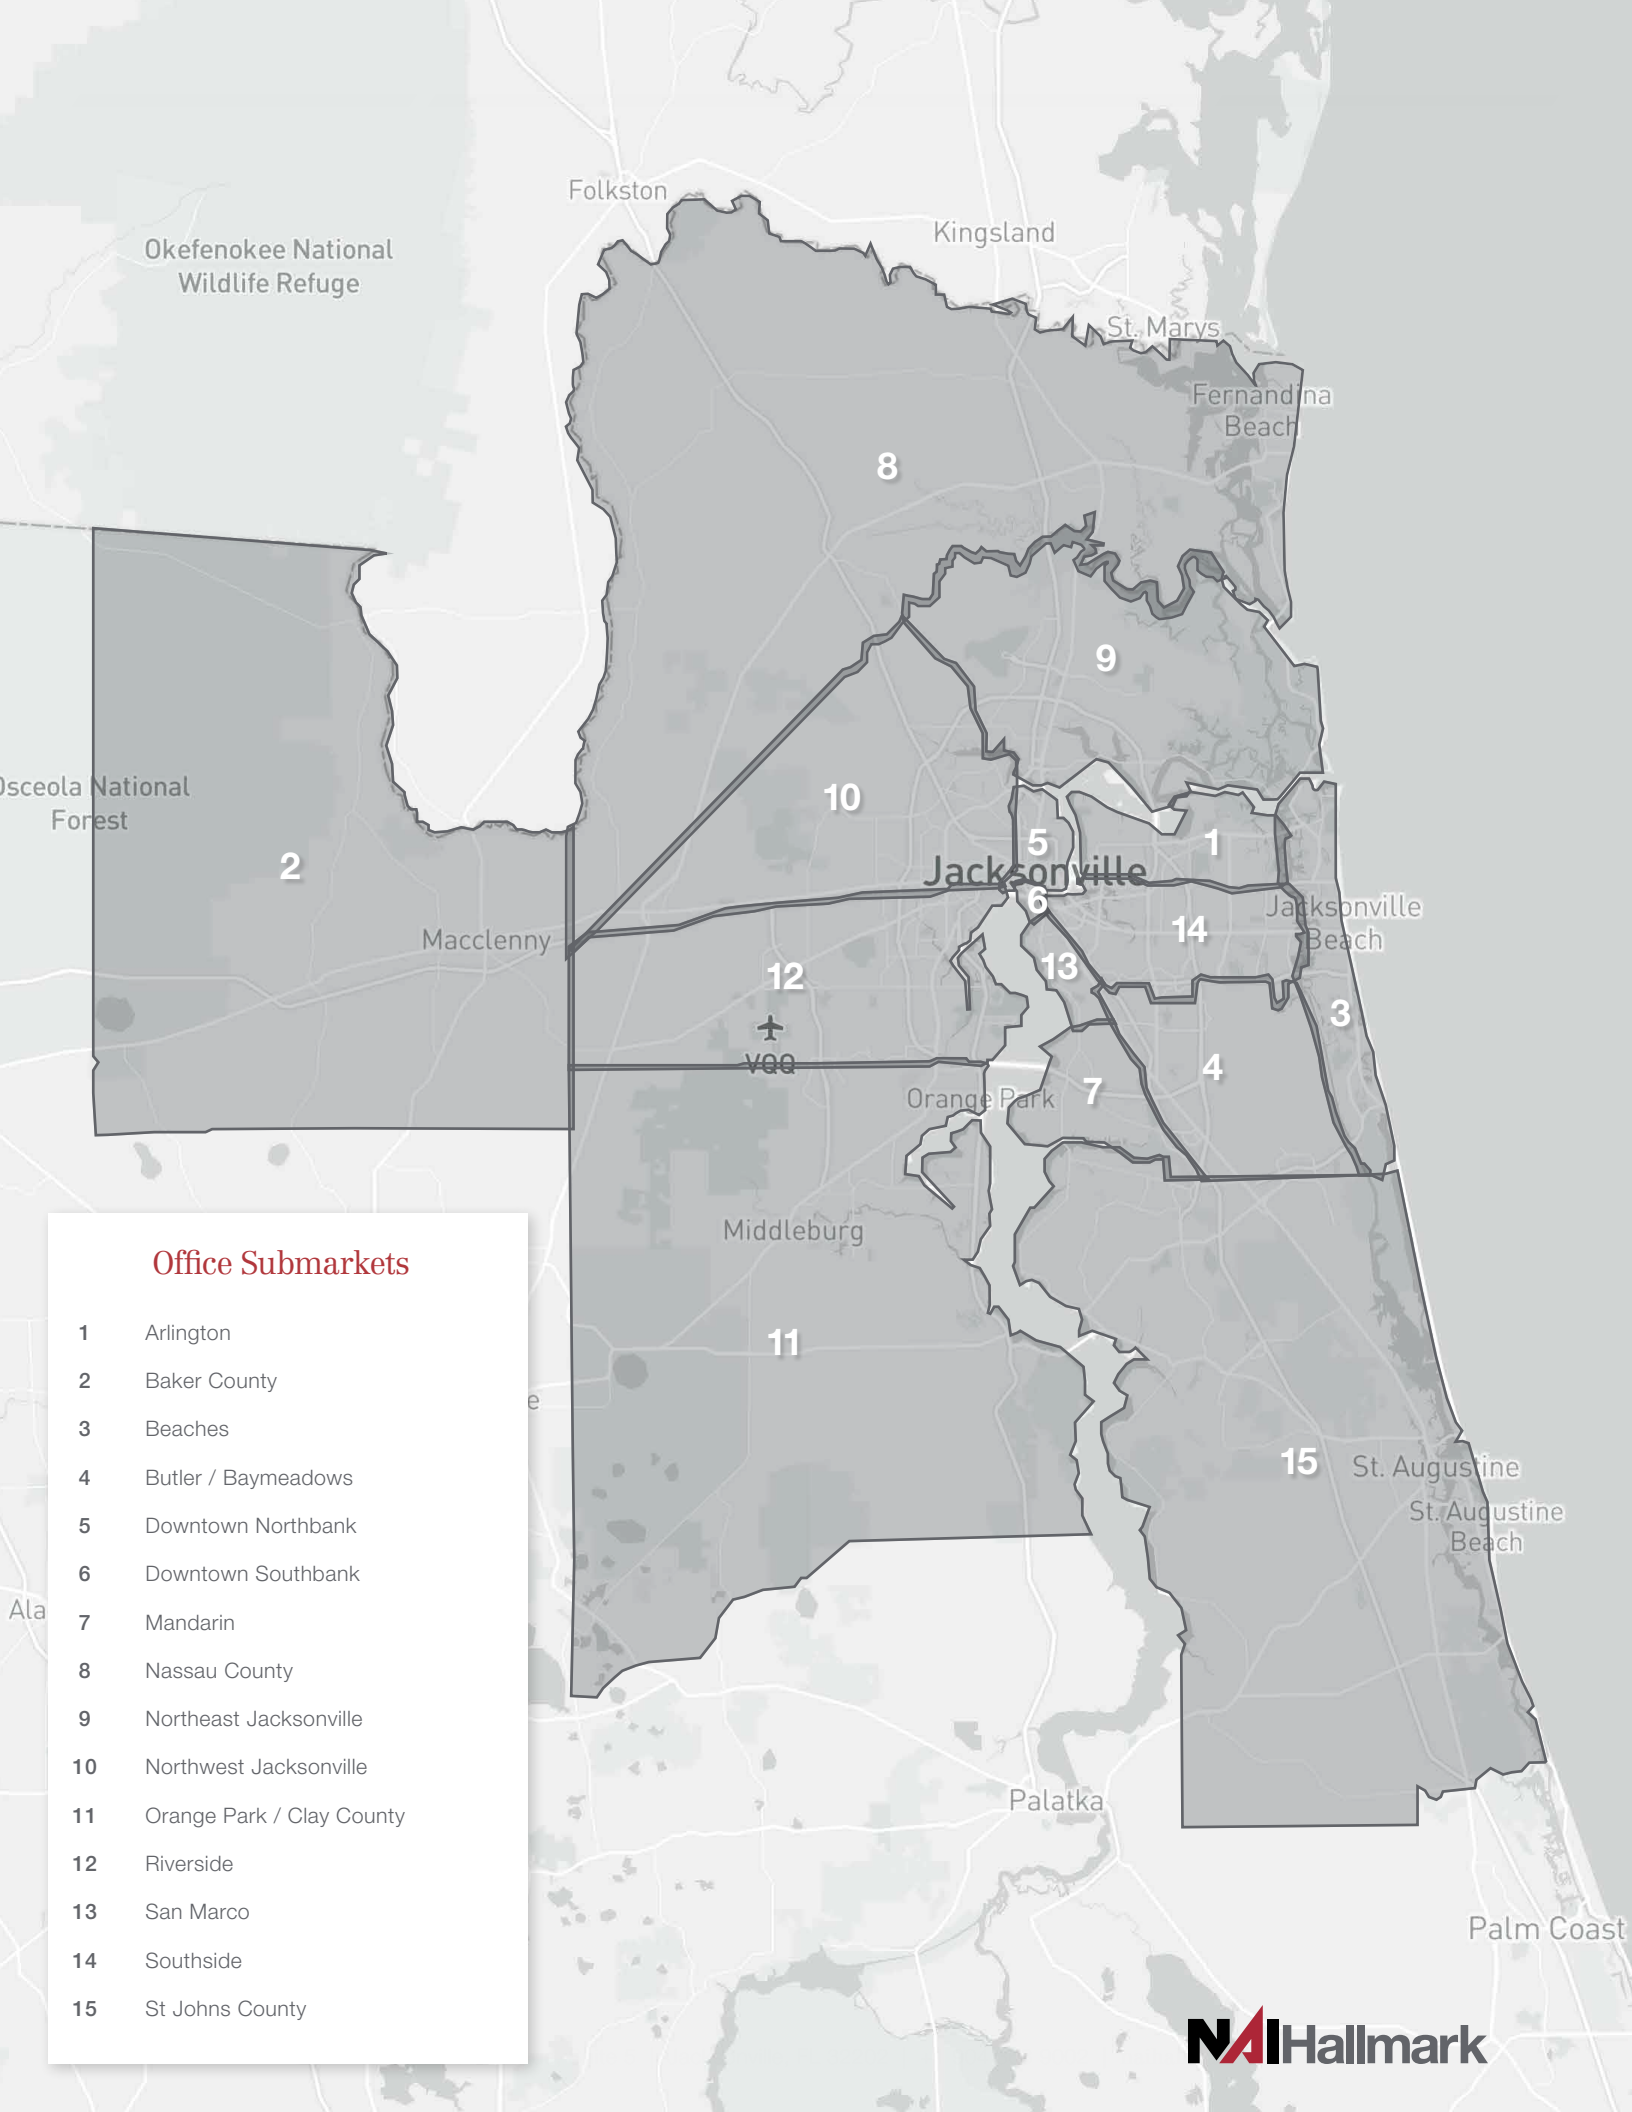 Folkston
Kingsland
Okefenokee National
Wildlife Refuge
St. Marys
Fernandina
Beach
8
9
Osceola National
Forest
10
5
1
2
Jacksonville
6
Jacksonville
Beach
14
Macclenny
13
12
3
VQQ
4
7
Orange Park
Middleburg
11
15
St. Augustine
St. Augustine
Beach
e
Ala
Palatka
Palm Coast
Office Submarkets
1 Arlington
2 Baker County
3 Beaches
4 Butler / Baymeadows
5 Downtown Northbank
6 Downtown Southbank
7 Mandarin
8 Nassau County
9 Northeast Jacksonville
10 Northwest Jacksonville
11 Orange Park / Clay County
12 Riverside
13 San Marco
14 Southside
15 St Johns County
NAIHallmark